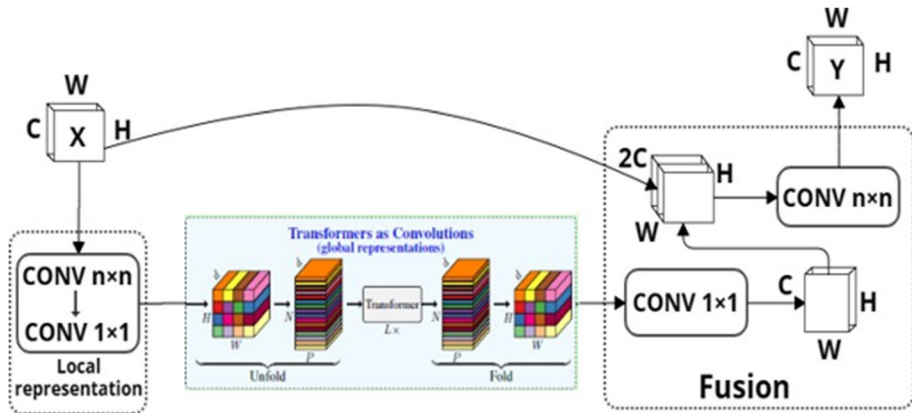 W
C
X
H
CONV n×n
CONV 1×1
Local
representation
Transformers as Convolutions
(global representations)
d
H
W
Unfold
d
N
P
Transformer
L×
d
N
P
Fold
d
H
W
CONV 1×1
C
H
W
2C
H
W
CONV n×n
Fusion
W
C
Y
H